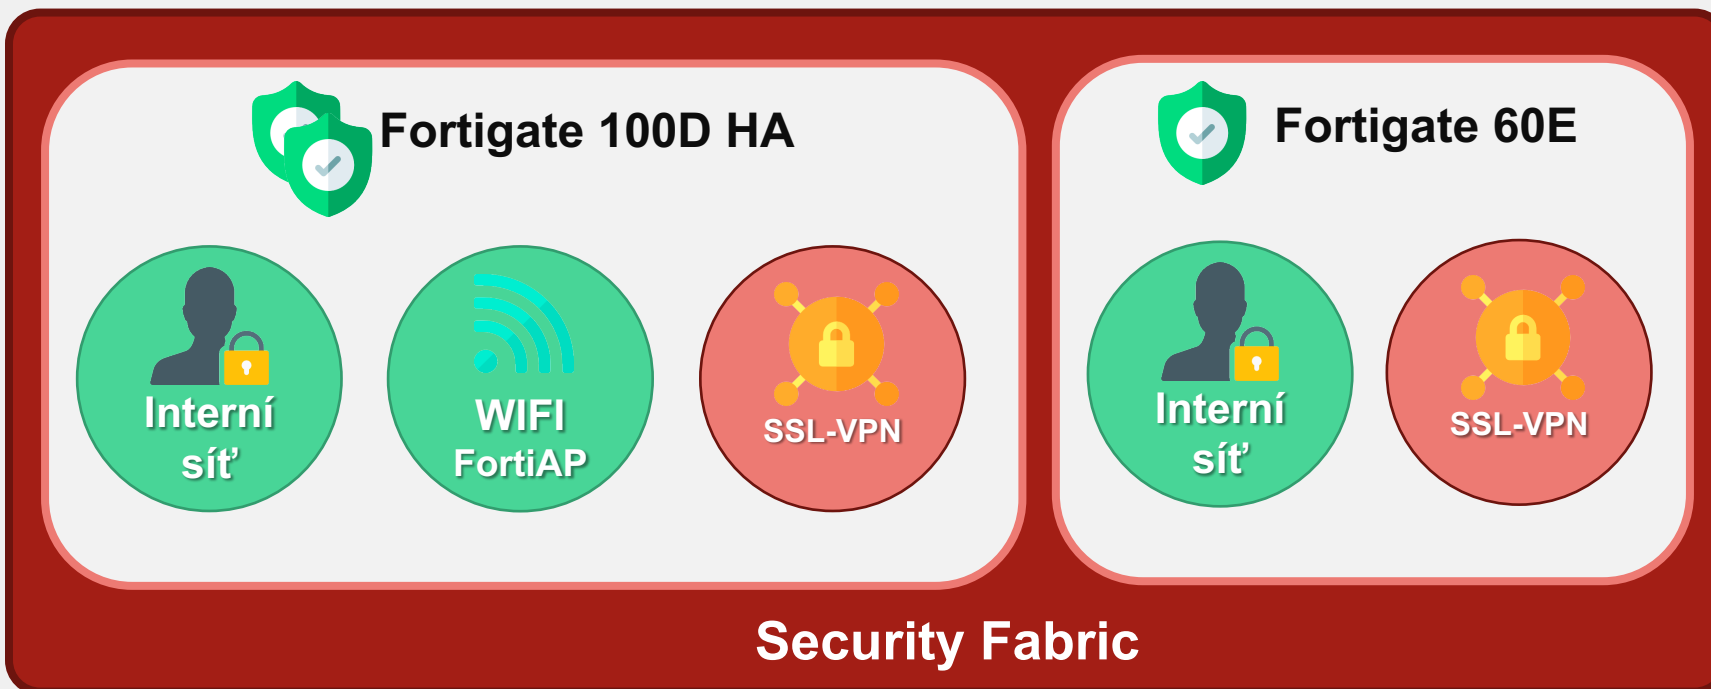 Fortigate 100D HA
Interní
síť
WIFI
FortiAP
SSL-VPN
Fortigate 60E
Interní
síť
SSL-VPN
Security Fabric